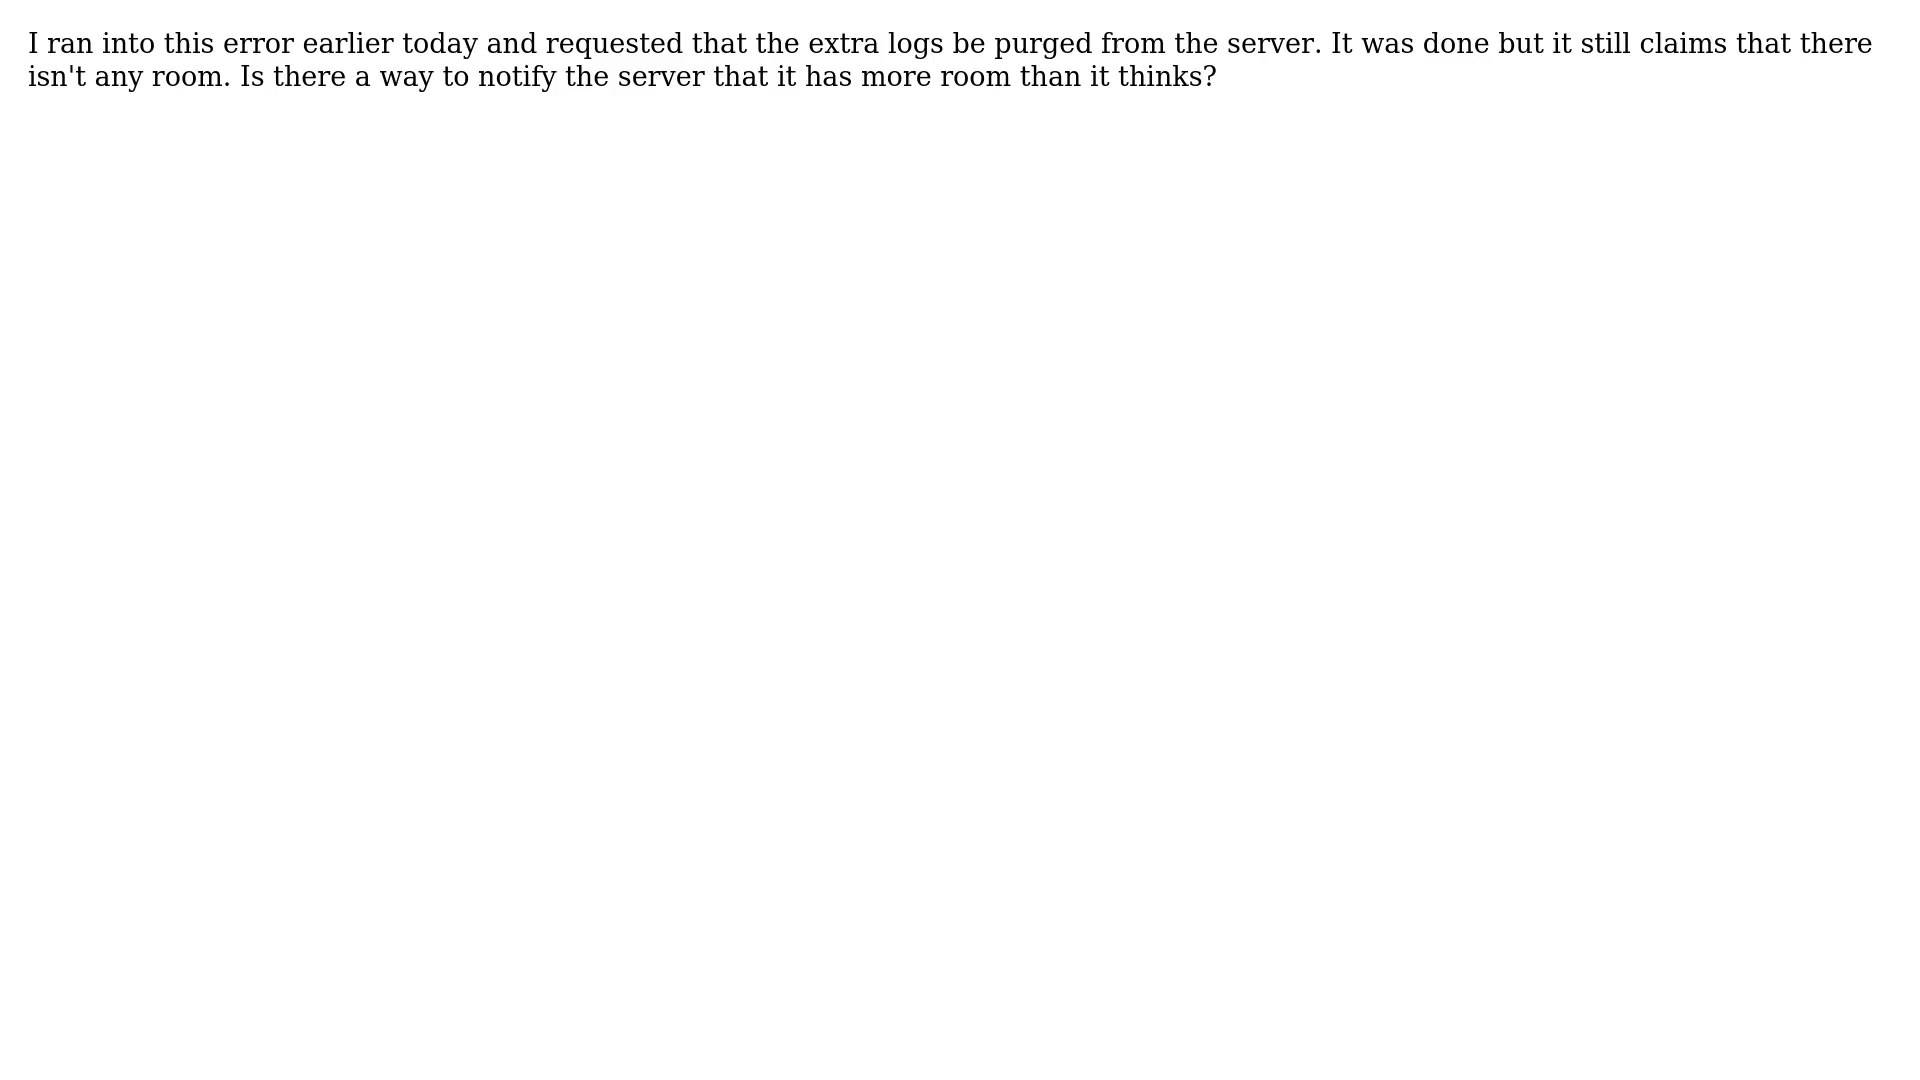 I ran into this error earlier today and requested that the extra logs be purged from the server. It was done but it still claims that there
isn't any room. Is there a way to notify the server that it has more room than it thinks?